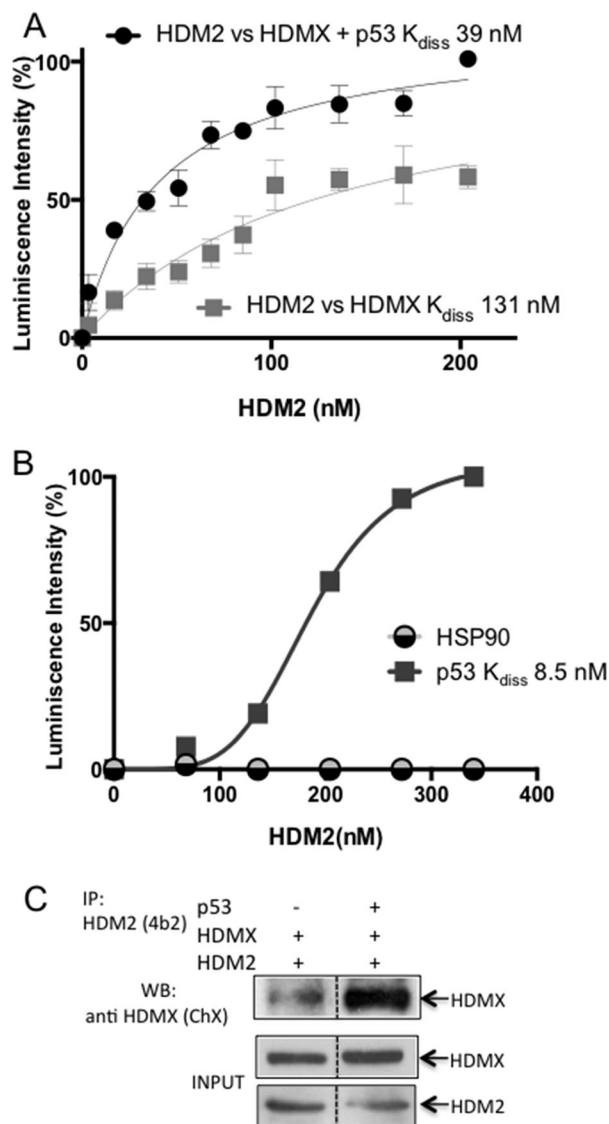 A
HDM2 vs HDMX + p53 Kdiss 39 nM
100
50
0
Luminiscence Intensity (%)
HDM2 vs HDMX Kdiss 131 nM
0 100 200
HDM2 (nM)
B
100
50
0
Luminiscence Intensity (%)
HSP90
p53 Kdiss 8.5 nM
0 100 200 300 400
HDM2(nM)
C
IP:
HDM2 (4b2)
p53 - +
HDMX + +
HDM2 + +
WB:
anti HDMX (ChX)
HDMX
INPUT
HDMX
HDM2